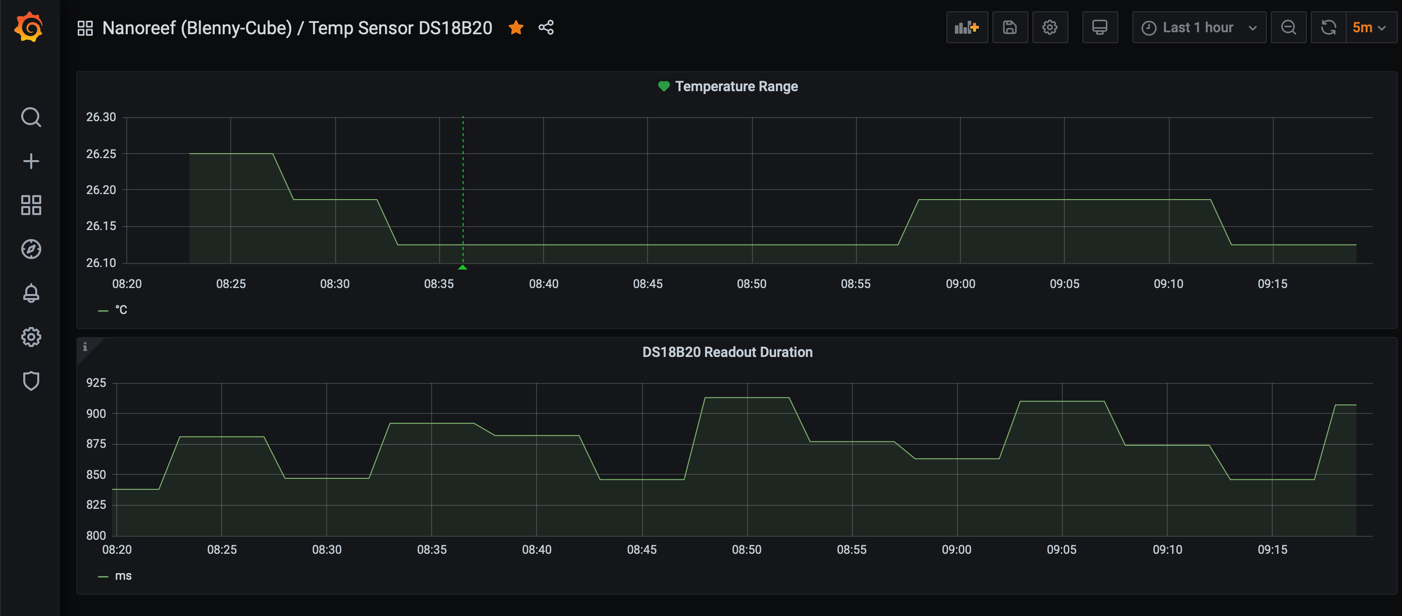 Nanoreef (Blenny-Cube) / Temp Sensor DS18B20
Last 1 hour
5m
Temperature Range
26.30
26.25
26.20
26.15
26.10
08:20 08:25 08:30 08:35 08:40 08:45 08:50 08:55 09:00 09:05 09:10 09:15
°C
i
DS18B20 Readout Duration
925
900
875
850
825
800
08:20 08:25 08:30 08:35 08:40 08:45 08:50 08:55 09:00 09:05 09:10 09:15
ms